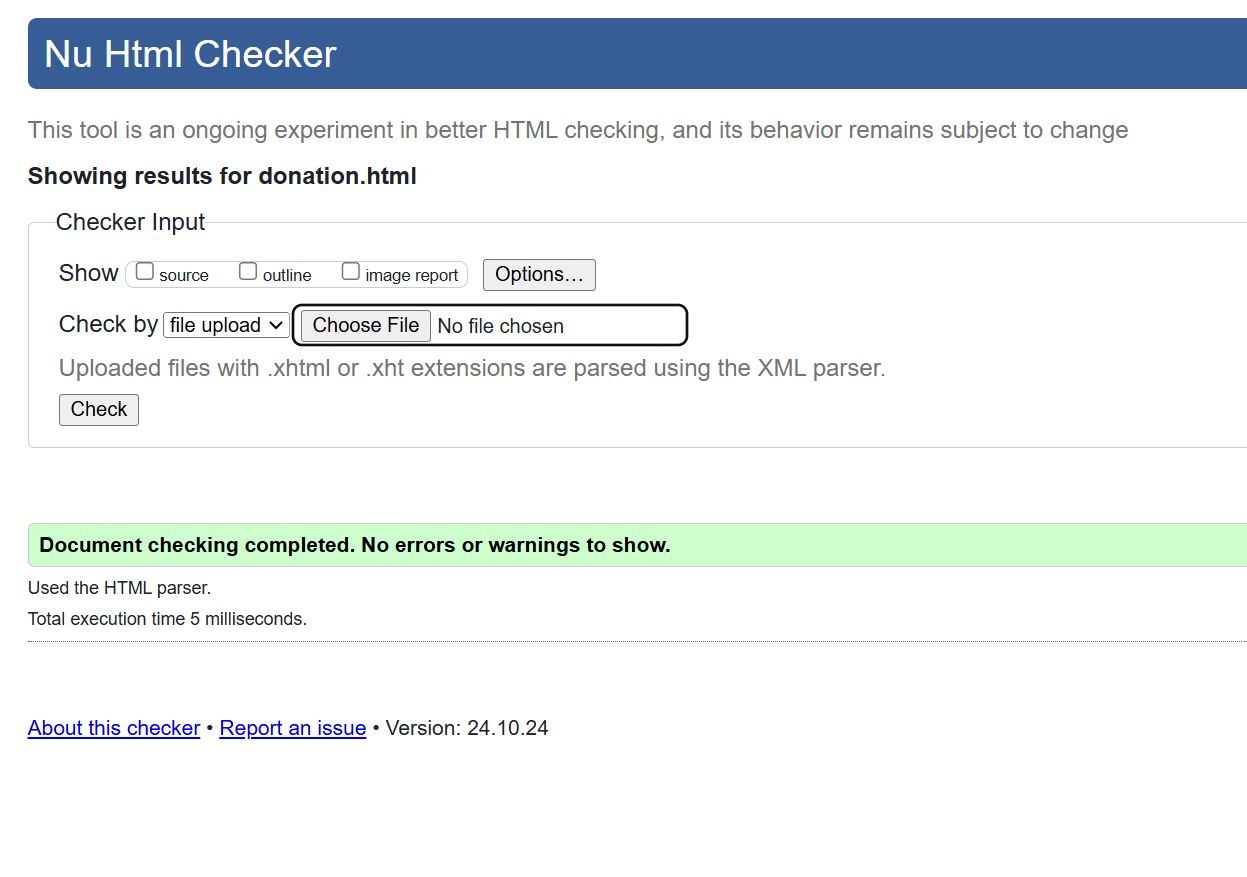 Nu Html Checker
This tool is an ongoing experiment in better HTML checking, and its behavior remains subject to change
Showing results for donation.html
Checker Input
Show source outline image report Options...
Check by file upload Choose File No file chosen
Uploaded files with .xhtml or .xht extensions are parsed using the XML parser.
Check
Document checking completed. No errors or warnings to show.
Used the HTML parser.
Total execution time 5 milliseconds.
About this checker • Report an issue • Version: 24.10.24